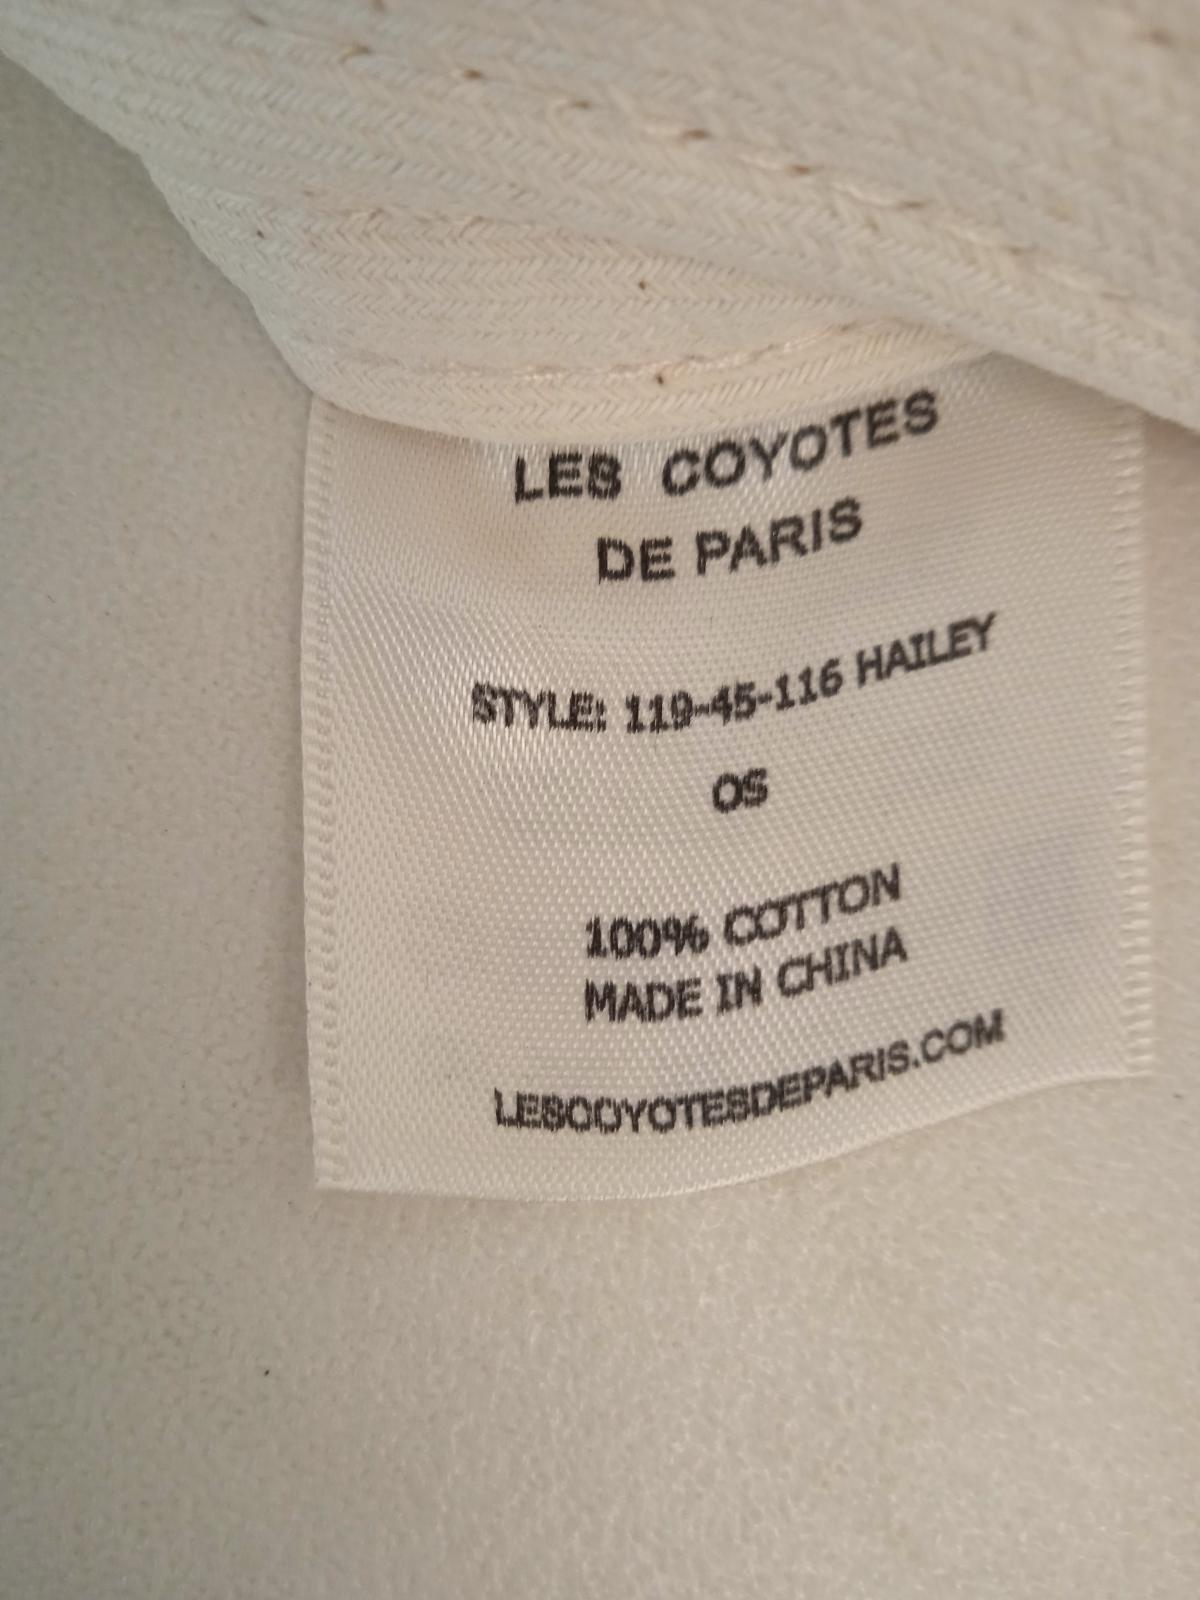 LES COYOTES
DE PARIS
STYLE: 119-45-116 HAILEY
OS
100% COTTON
MADE IN CHINA
LESCOYOTESDEPARIS.COM